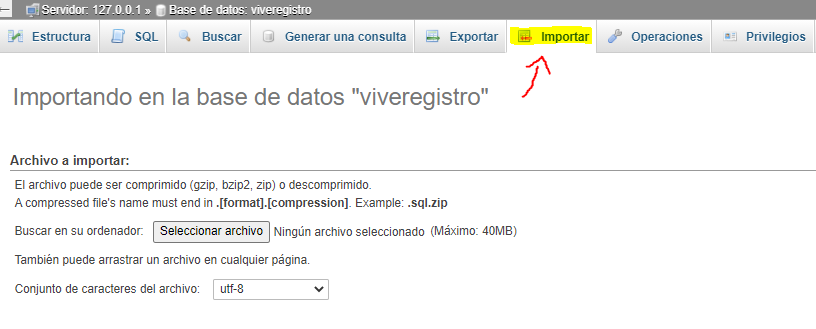 Servidor: 127.0.0.1 » Base de datos: viveregistro
Estructura SQL Buscar Generar una consulta Exportar Importar Operaciones Privilegios
Importando en la base de datos "viveregistro"
Archivo a importar:
El archivo puede ser comprimido (gzip, bzip2, zip) o descomprimido.
A compressed file's name must end in .[format].[compression]. Example: .sql.zip
Buscar en su ordenador: Seleccionar archivo Ningún archivo seleccionado (Máximo: 40MB)
También puede arrastrar un archivo en cualquier página.
Conjunto de caracteres del archivo: utf-8